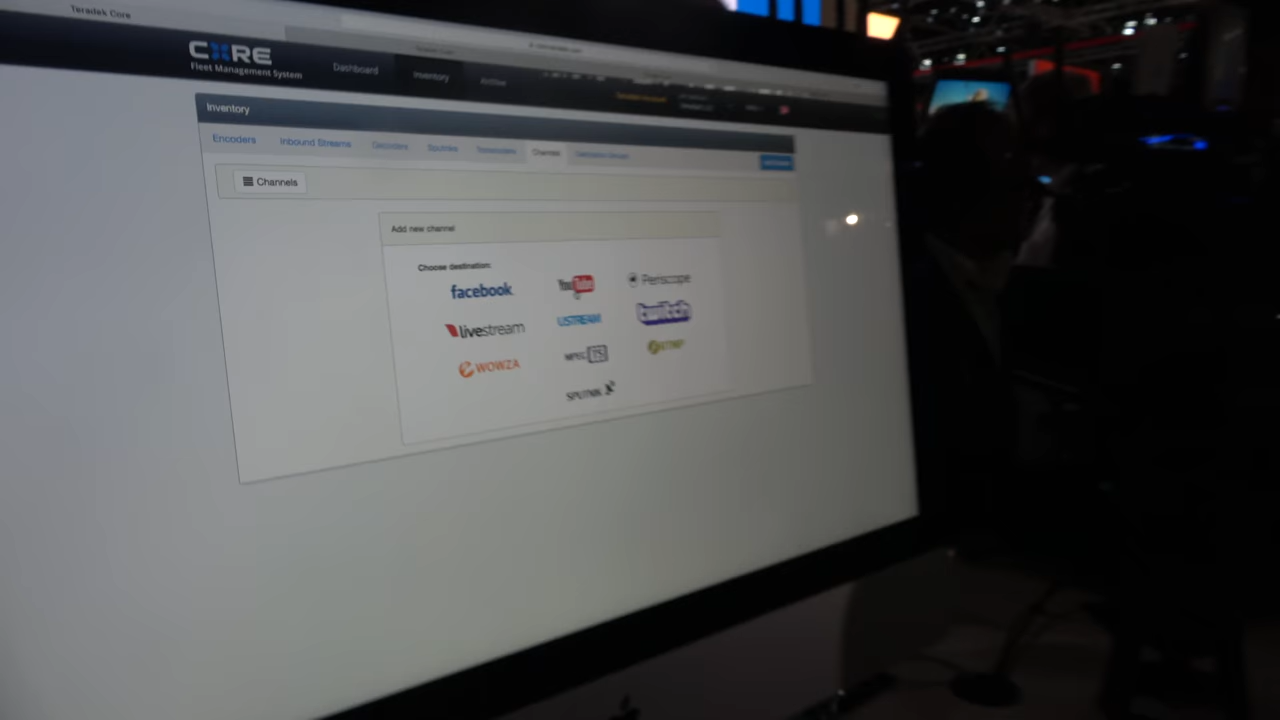 Teradek Core
CORE
Fleet Management System
Dashboard Inventory Archive
Inventory
Encoders Inbound Streams Decoders Sputniks Channels
Channels
Add new channel
Choose destination:
facebook YouTube Periscope
livestream USTREAM twitch
WOWZA MPEG TS RTMP
SPUTNIK